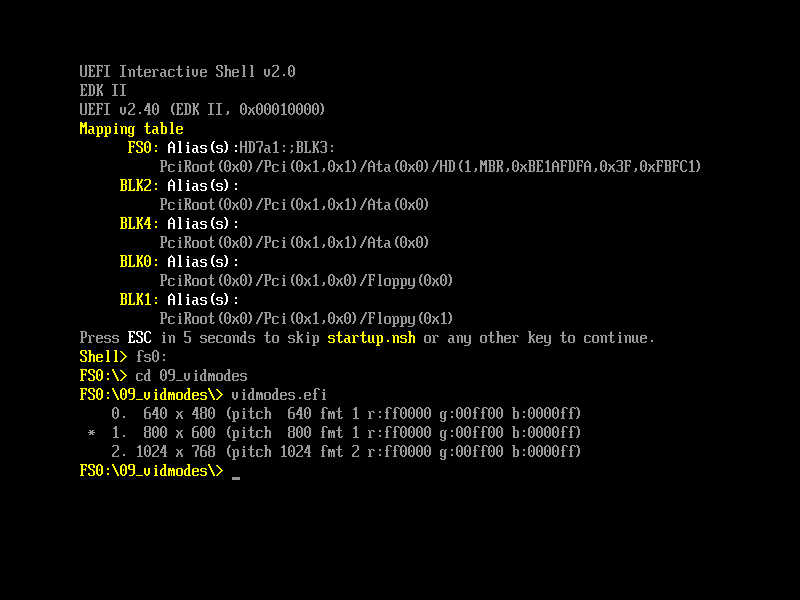 UEFI Interactive Shell v2.0
EDK II
UEFI v2.40 (EDK II, 0x00010000)
Mapping table
FS0: Alias(s):HD7a1:;BLK3:
PciRoot(0x0)/Pci(0x1,0x1)/Ata(0x0)/HD(1,MBR,0xBE1AFDFA,0x3F,0xFBFC1)
BLK2: Alias(s):
PciRoot(0x0)/Pci(0x1,0x1)/Ata(0x0)
BLK4: Alias(s):
PciRoot(0x0)/Pci(0x1,0x1)/Ata(0x0)
BLK0: Alias(s):
PciRoot(0x0)/Pci(0x1,0x0)/Floppy(0x0)
BLK1: Alias(s):
PciRoot(0x0)/Pci(0x1,0x0)/Floppy(0x1)
Press ESC in 5 seconds to skip startup.nsh or any other key to continue.
Shell> fs0:
FS0:\> cd 09_vidmodes
FS0:\09_vidmodes\> vidmodes.efi
0. 640 x 480 (pitch 640 fmt 1 r:ff0000 g:00ff00 b:0000ff)
* 1. 800 x 600 (pitch 800 fmt 1 r:ff0000 g:00ff00 b:0000ff)
2. 1024 x 768 (pitch 1024 fmt 2 r:ff0000 g:00ff00 b:0000ff)
FS0:\09_vidmodes\> _